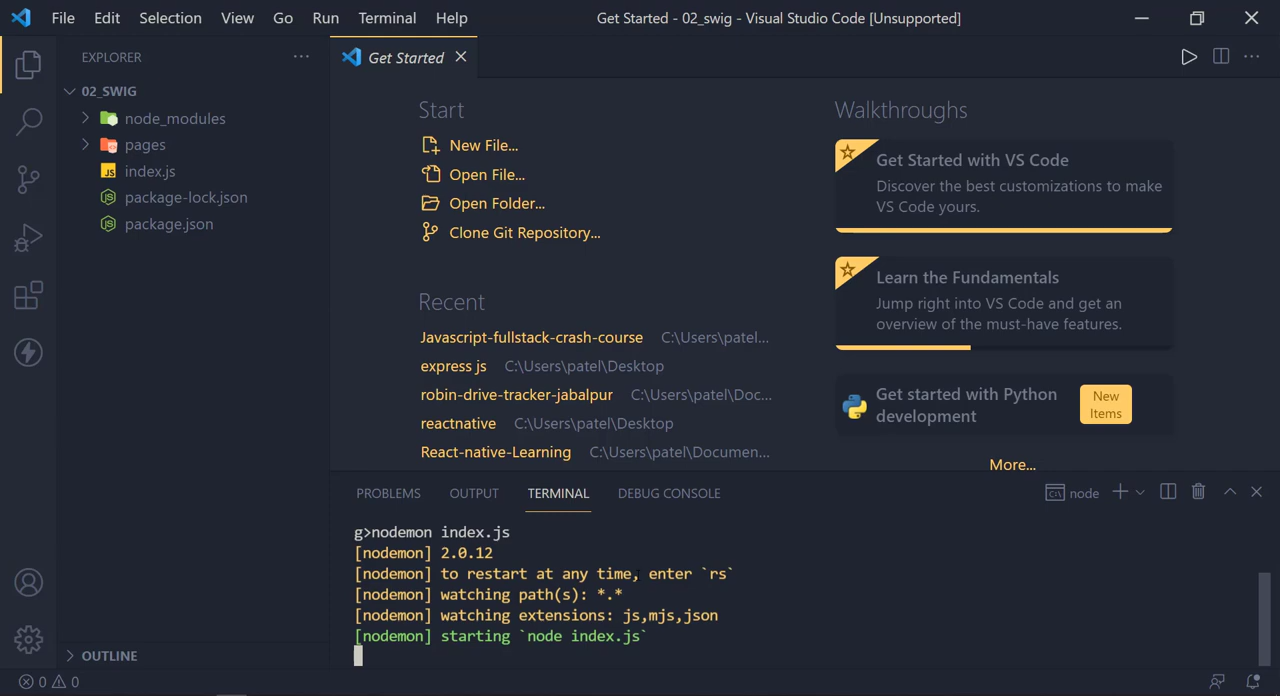 File Edit Selection View Go Run Terminal Help
Get Started - 02_swig - Visual Studio Code [Unsupported]
EXPLORER
02_SWIG
node_modules
pages
JS index.js
package-lock.json
package.json
OUTLINE
Get Started
Start
New File...
Open File...
Open Folder...
Clone Git Repository...
Recent
Javascript-fullstack-crash-course C:\Users\patel...
express js C:\Users\patel\Desktop
robin-drive-tracker-jabalpur C:\Users\patel\Doc...
reactnative C:\Users\patel\Desktop
React-native-Learning C:\Users\patel\Documen...
Walkthroughs
Get Started with VS Code
Discover the best customizations to make
VS Code yours.
Learn the Fundamentals
Jump right into VS Code and get an
overview of the must-have features.
Get started with Python
development
New
Items
More...
PROBLEMS OUTPUT TERMINAL DEBUG CONSOLE
node
g>nodemon index.js
[nodemon] 2.0.12
[nodemon] to restart at any time, enter `rs`
[nodemon] watching path(s): *.*
[nodemon] watching extensions: js,mjs,json
[nodemon] starting `node index.js`
0 0